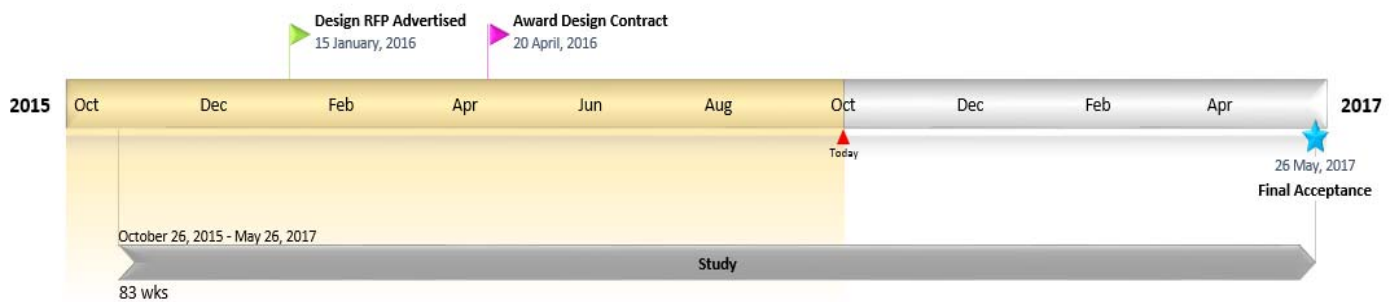 Design RFP Advertised
15 January, 2016
Award Design Contract
20 April, 2016
2015 Oct Dec Feb Apr Jun Aug Oct Dec Feb Apr 2017
Today
26 May, 2017
Final Acceptance
October 26, 2015 - May 26, 2017
Study
83 wks